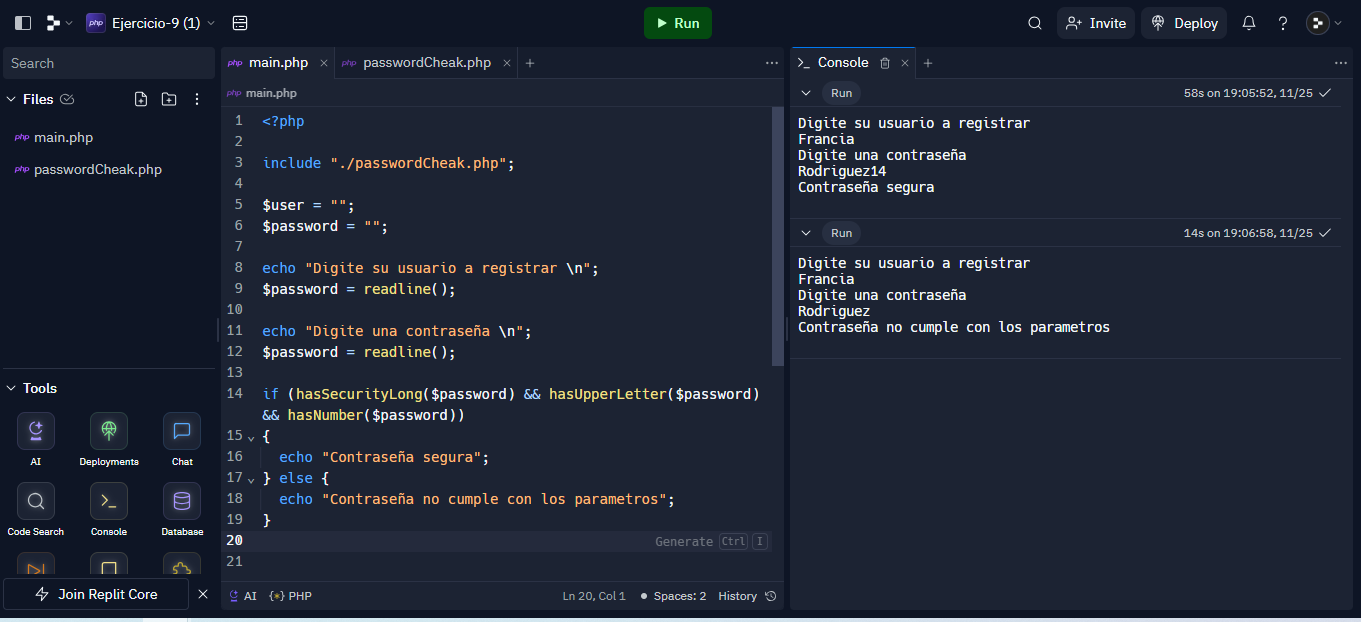 php Ejercicio-9 (1)
Run
Invite
Deploy
Search
Files
php main.php
php passwordCheak.php
Tools
AI
Deployments
Chat
Code Search
Console
Database
Join Replit Core
php main.php
php passwordCheak.php
php main.php
1 <?php
2
3 include "./passwordCheak.php";
4
5 $user = "";
6 $password = "";
7
8 echo "Digite su usuario a registrar \n";
9 $password = readline();
10
11 echo "Digite una contraseña \n";
12 $password = readline();
13
14 if (hasSecurityLong($password) && hasUpperLetter($password)
&& hasNumber($password))
15 {
16 echo "Contraseña segura";
17 } else {
18 echo "Contraseña no cumple con los parametros";
19 }
20 Generate Ctrl I
21
AI {*} PHP Ln 20, Col 1 Spaces: 2 History
Console
Run 58s on 19:05:52, 11/25
Digite su usuario a registrar
Francia
Digite una contraseña
Rodriguez14
Contraseña segura
Run 14s on 19:06:58, 11/25
Digite su usuario a registrar
Francia
Digite una contraseña
Rodriguez
Contraseña no cumple con los parametros